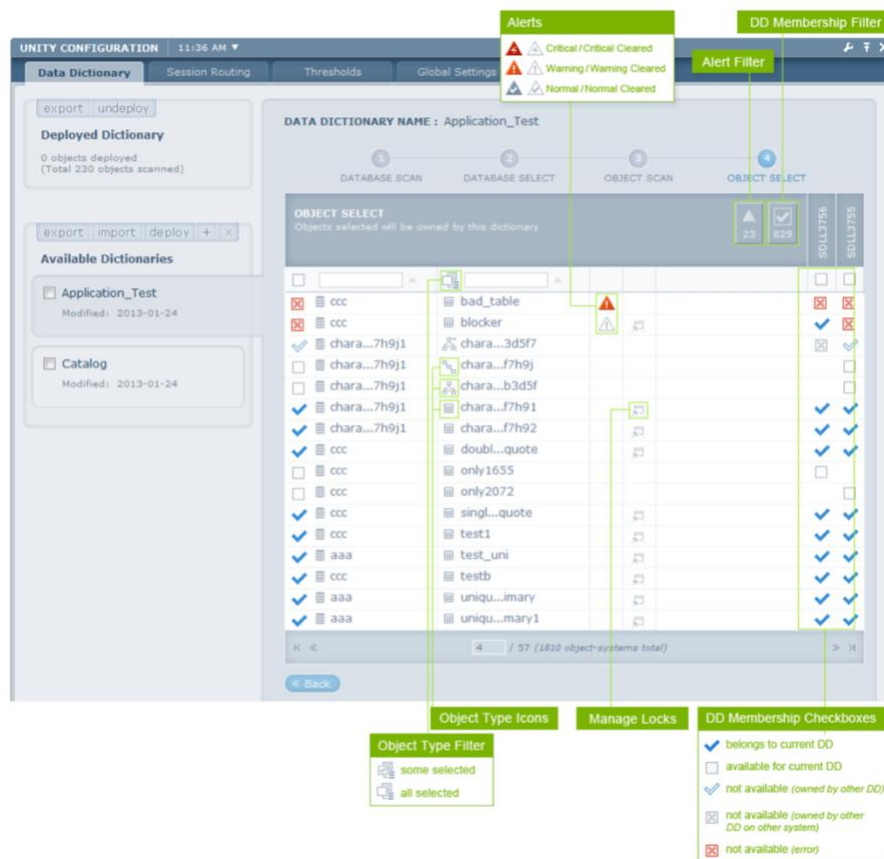 Alerts
Critical / Critical Cleared
Warning / Warning Cleared
Normal / Normal Cleared
DD Membership Filter
Alert Filter
UNITY CONFIGURATION 11:36 AM ▼
Data Dictionary Session Routing Thresholds Global Settings
export undeploy
Deployed Dictionary
0 objects deployed
(Total 230 objects scanned)
export import deploy + ×
Available Dictionaries
Application_Test
Modified: 2013-01-24
Catalog
Modified: 2013-01-24
DATA DICTIONARY NAME : Application_Test
1 2 3 4
DATABASE SCAN DATABASE SELECT OBJECT SCAN OBJECT SELECT
OBJECT SELECT
Objects selected will be owned by this dictionary
23 829 SDLL3756 SDLL3755
ccc bad_table
ccc blocker
chara...7h9j1 chara...3d5f7
chara...7h9j1 chara...f7h9j
chara...7h9j1 chara...b3d5f
chara...7h9j1 chara...f7h91
chara...7h9j1 chara...f7h92
ccc doubl...quote
ccc only1655
ccc only2072
ccc singl...quote
ccc test1
aaa test_uni
ccc testb
aaa uniqu...imary
aaa uniqu...mary1
4 / 57 (1810 object-systems total)
« Back
Object Type Icons
Manage Locks
DD Membership Checkboxes
Object Type Filter
some selected
all selected
belongs to current DD
available for current DD
not available (owned by other DD)
not available (owned by other
DD on other system)
not available (error)